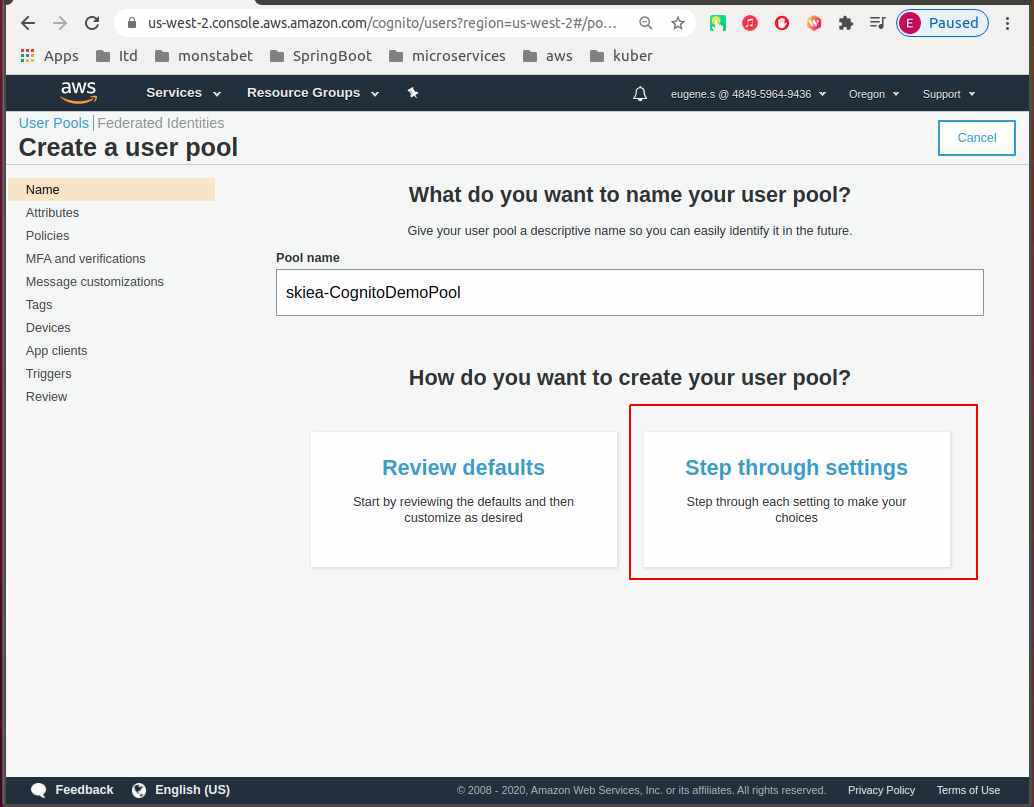 us-west-2.console.aws.amazon.com/cognito/users?region=us-west-2#/po...
E Paused
Apps ltd monstabet SpringBoot microservices aws kuber
aws Services Resource Groups eugene.s @ 4849-5964-9436 Oregon Support
User Pools Federated Identities
Create a user pool
Cancel
Name
Attributes
Policies
MFA and verifications
Message customizations
Tags
Devices
App clients
Triggers
Review
What do you want to name your user pool?
Give your user pool a descriptive name so you can easily identify it in the future.
Pool name
skiea-CognitoDemoPool
How do you want to create your user pool?
Review defaults
Start by reviewing the defaults and then
customize as desired
Step through settings
Step through each setting to make your
choices
Feedback English (US) © 2008 - 2020, Amazon Web Services, Inc. or its affiliates. All rights reserved. Privacy Policy Terms of Use